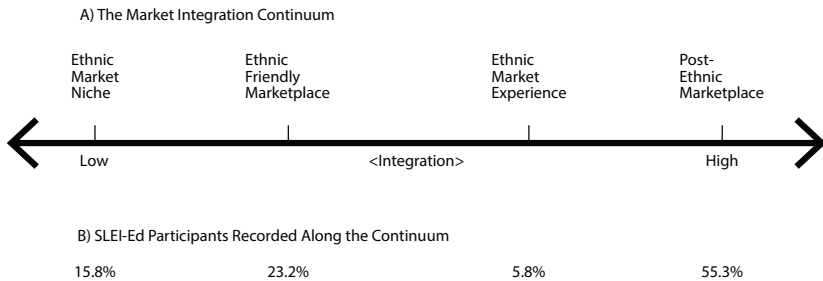 A) The Market Integration Continuum
Ethnic
Market
Niche
Ethnic
Friendly
Marketplace
Ethnic
Market
Experience
Post-
Ethnic
Marketplace
Low
<Integration>
High
B) SLEI-Ed Participants Recorded Along the Continuum
15.8%
23.2%
5.8%
55.3%